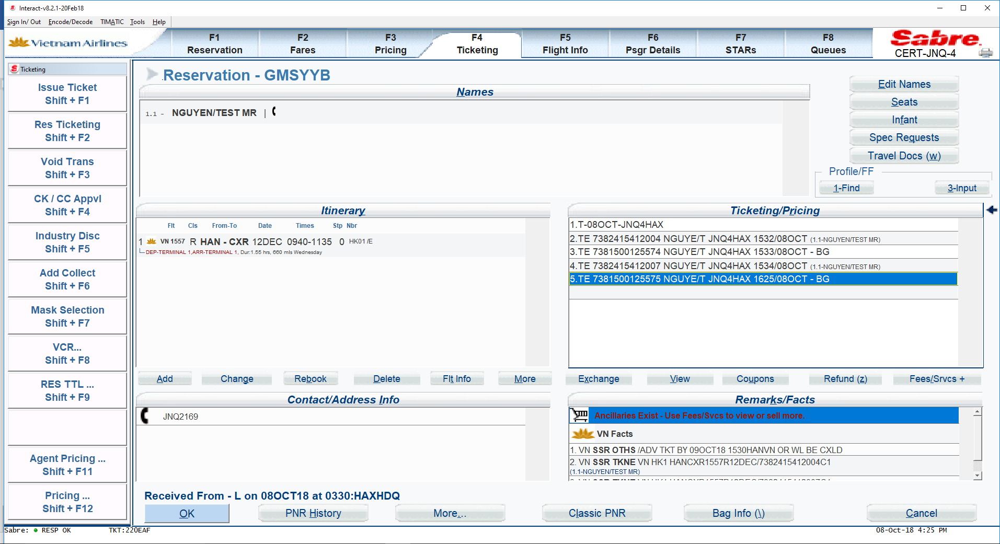 Interact-v8.2.1-20Feb18
Sign In/ Out Encode/Decode TIMATIC Tools Help
Vietnam Airlines
F1
Reservation
F2
Fares
F3
Pricing
F4
Ticketing
F5
Flight Info
F6
Psgr Details
F7
STARs
F8
Queues
Sabre.
CERT-JNQ-4
Ticketing
Issue Ticket
Shift + F1
Res Ticketing
Shift + F2
Void Trans
Shift + F3
CK / CC Appvl
Shift + F4
Industry Disc
Shift + F5
Add Collect
Shift + F6
Mask Selection
Shift + F7
VCR...
Shift + F8
RES TTL ...
Shift + F9
Agent Pricing ...
Shift + F11
Pricing ...
Shift + F12
Reservation - GMSYYB
Names
1.1 - NGUYEN/TEST MR |
Edit Names
Seats
Infant
Spec Requests
Travel Docs (w)
Profile/FF
1-Find 3-Input
Itinerary
Flt Cls From-To Date Times Stp Nbr
1 VN 1557 R HAN - CXR 12DEC 0940-1135 0 HK01 /E
DEP-TERMINAL 1,ARR-TERMINAL 1, Dur:1.55 hrs, 660 mls Wednesday
Add Change Rebook Delete Flt Info More
Ticketing/Pricing
1.T-08OCT-JNQ4HAX
2.TE 7382415412004 NGUYE/T JNQ4HAX 1532/08OCT (1.1-NGUYEN/TEST MR)
3.TE 7381500125574 NGUYE/T JNQ4HAX 1533/08OCT - BG
4.TE 7382415412007 NGUYE/T JNQ4HAX 1534/08OCT (1.1-NGUYEN/TEST MR)
5.TE 7381500125575 NGUYE/T JNQ4HAX 1625/08OCT - BG
Exchange View Coupons Refund (z) Fees/Srvcs +
Contact/Address Info
JNQ2169
Remarks/Facts
Ancillaries Exist - Use Fees/Svcs to view or sell more.
VN Facts
1. VN SSR OTHS /ADV TKT BY 09OCT18 1530HANVN OR WL BE CXLD
2. VN SSR TKNE VN HK1 HANCXR1557R12DEC/7382415412004C1
(1.1-NGUYEN/TEST MR)
Received From - L on 08OCT18 at 0330:HAXHDQ
OK PNR History More... Classic PNR Bag Info (\) Cancel
Sabre: RESP OK TKT:220EAF 08-Oct-18 4:25 PM